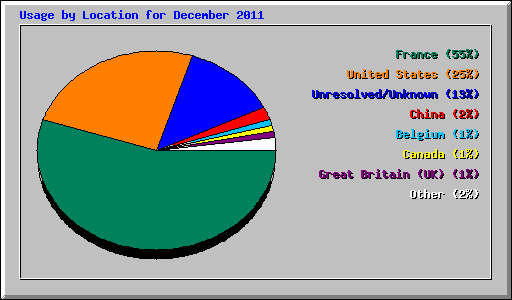 Usage by Location for December 2011
France (55%)
United States (25%)
Unresolved/Unknown (13%)
China (2%)
Belgium (1%)
Canada (1%)
Great Britain (UK) (1%)
Other (2%)